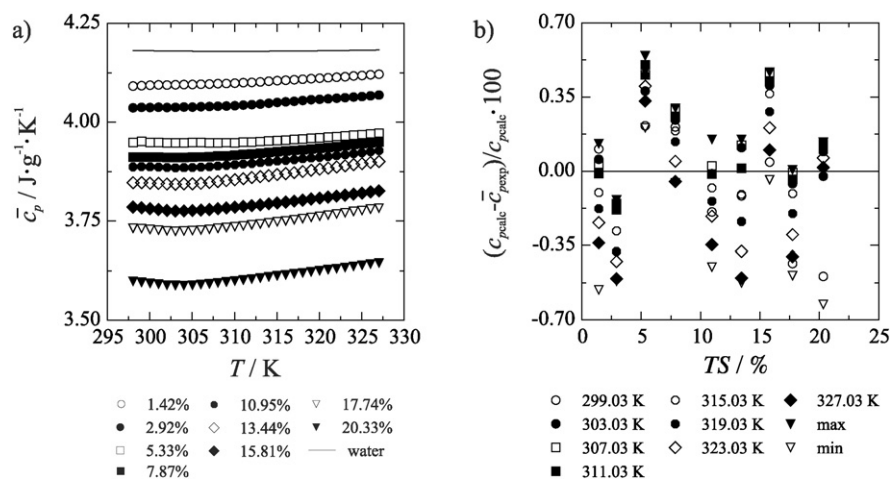 a)
4.25
4.00
3.75
3.50
c̄p / J·g⁻¹·K⁻¹
295 300 305 310 315 320 325 330
T / K
1.42% 10.95% 17.74%
2.92% 13.44% 20.33%
5.33% 15.81% water
7.87%
b)
0.70
0.35
0.00
-0.35
-0.70
(cpcalc-c̄pexp)/cpcalc·100
0 5 10 15 20 25
TS / %
299.03 K 315.03 K 327.03 K
303.03 K 319.03 K max
307.03 K 323.03 K min
311.03 K